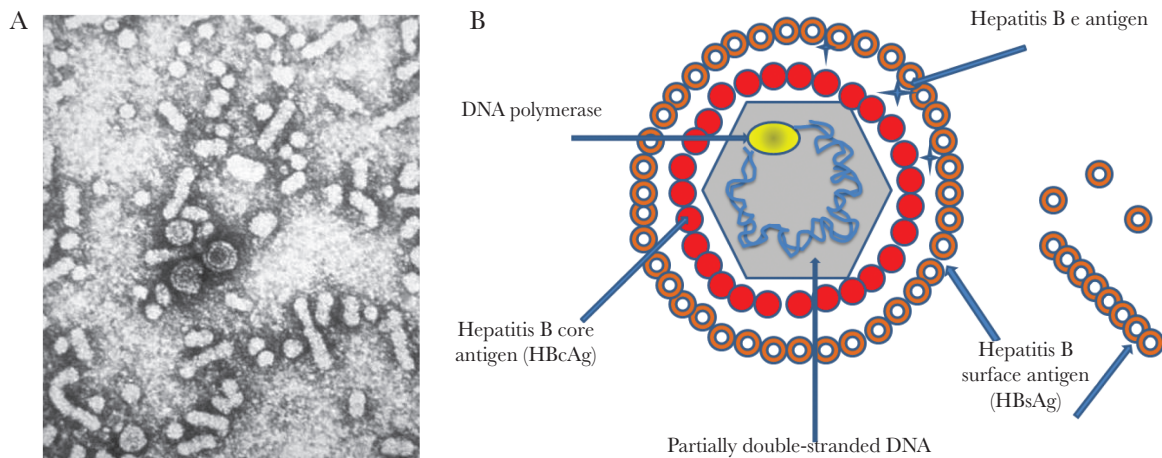 A
B
Hepatitis B e antigen
DNA polymerase
Hepatitis B core
antigen (HBcAg)
Hepatitis B
surface antigen
(HBsAg)
Partially double-stranded DNA